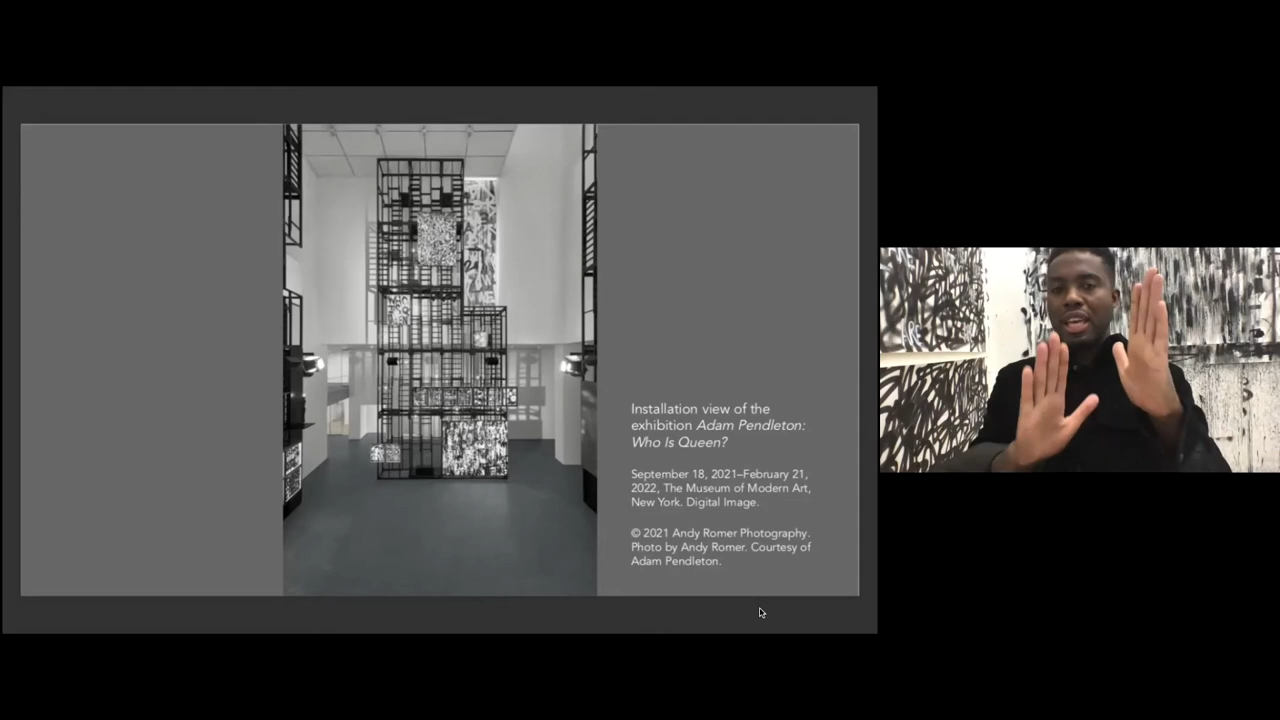 Installation view of the
exhibition Adam Pendleton:
Who Is Queen?
September 18, 2021–February 21,
2022, The Museum of Modern Art,
New York. Digital Image.
© 2021 Andy Romer Photography.
Photo by Andy Romer. Courtesy of
Adam Pendleton.